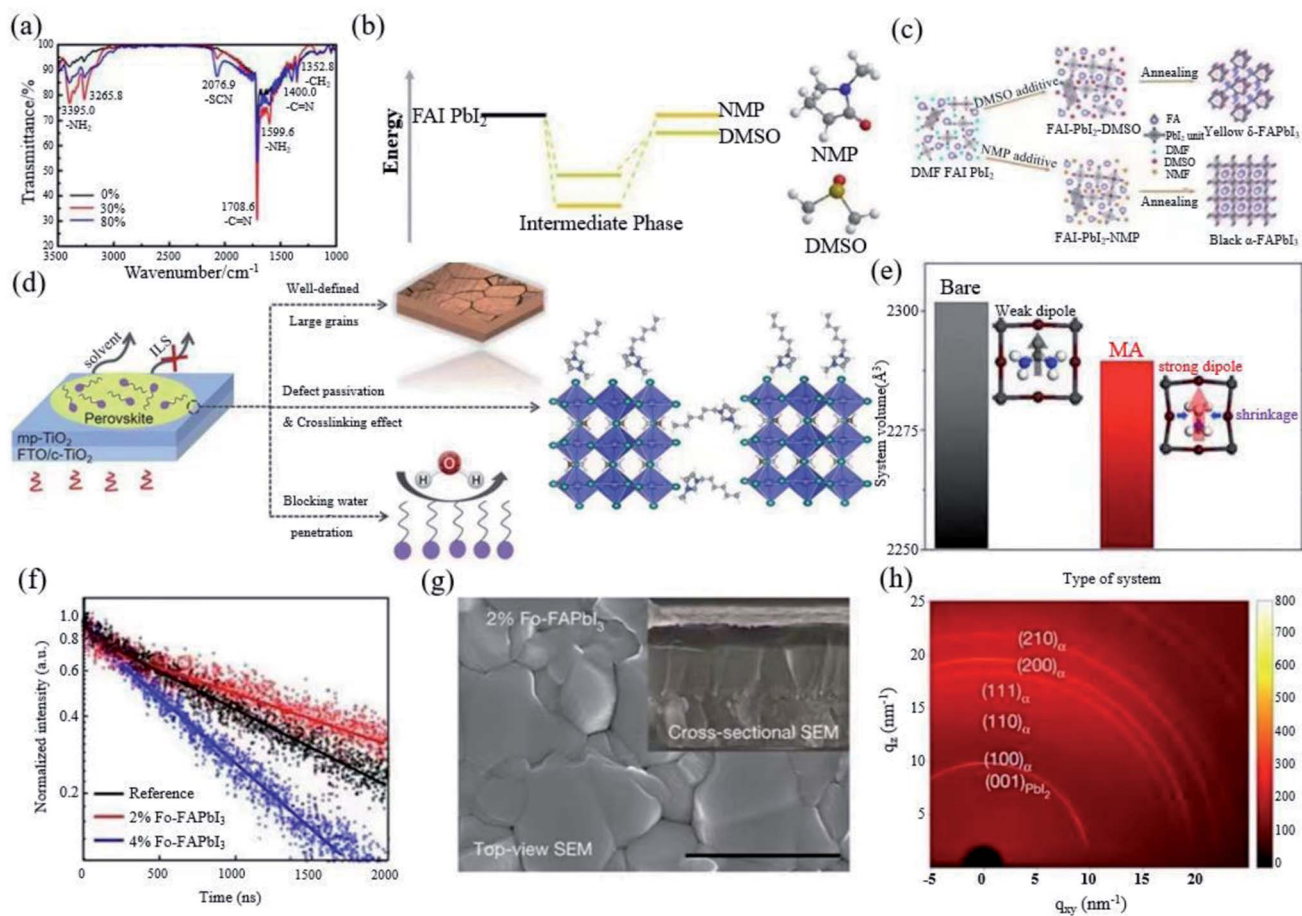 (a)
Transmittance/%
100
90
80
70
60
50
40
30
20
3395.0
-NH2
3265.8
2076.9
-SCN
1352.8
-CH2
1400.0
-C=N
1599.6
-NH2
1708.6
-C=N
0%
30%
80%
3500
3000
2500
2000
1500
1000
Wavenumber/cm-1
(b)
Energy
FAI PbI2
NMP
DMSO
Intermediate Phase
NMP
DMSO
(c)
DMSO additive
NMP additive
DMF FAI PbI2
FAI-PbI2-DMSO
FAI-PbI2-NMP
Annealing
Annealing
Yellow δ-FAPbI3
Black α-FAPbI3
FA
PbI2 unit
DMF
DMSO
NMF
(d)
solvent
ILS
Perovskite
mp-TiO2
FTO/c-TiO2
Well-defined
Large grains
Defect passivation
& Crosslinking effect
Blocking water
penetration
H
O
H
(e)
System volume(Å3)
2300
2275
2250
Bare
Weak dipole
MA
strong dipole
shrinkage
Type of system
(f)
Normalized intensity (a.u.)
1.0
0.8
0.6
0.4
0.2
Reference
2% Fo-FAPbI3
4% Fo-FAPbI3
0
500
1000
1500
2000
Time (ns)
(g)
2% Fo-FAPbI3
Cross-sectional SEM
Top-view SEM
(h)
qz (nm-1)
25
20
15
10
5
(210)α
(200)α
(111)α
(110)α
(100)α
(001)PbI2
-5
0
5
10
15
20
qxy (nm-1)
800
700
600
500
400
300
200
100
0